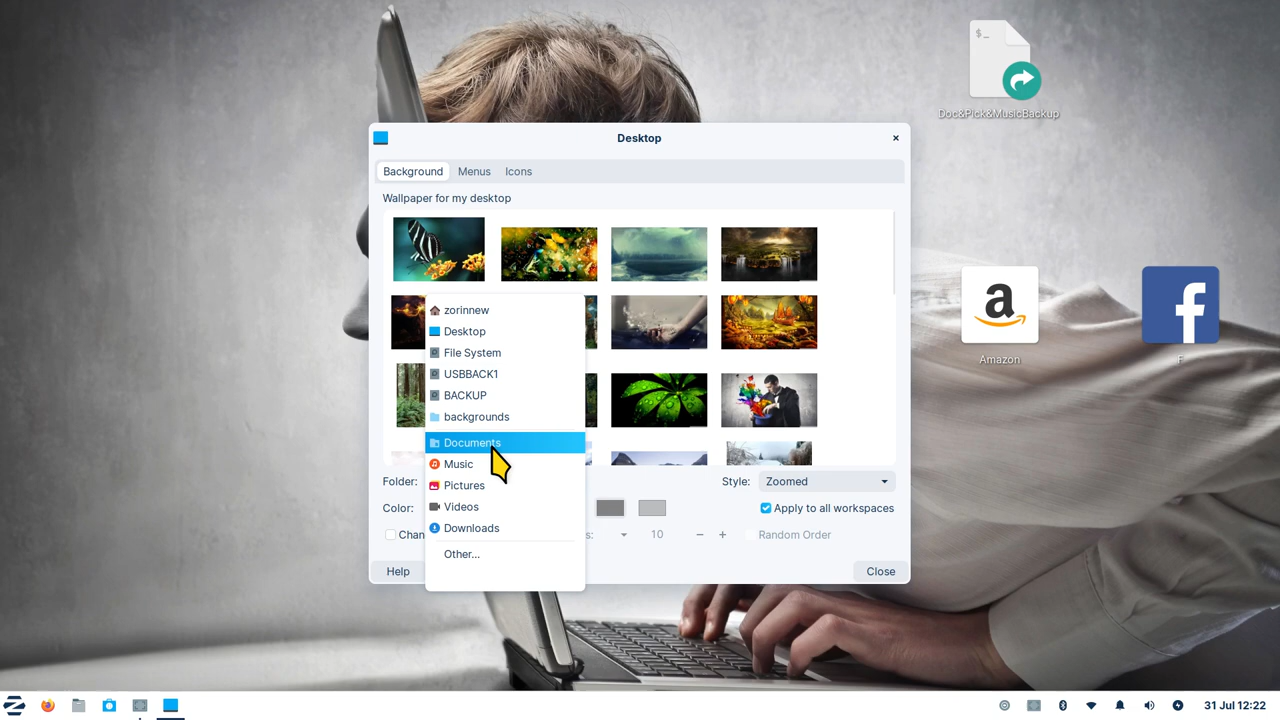 $_
Doc&Pick&MusicBackup
Desktop
×
Background Menus Icons
Wallpaper for my desktop
zorinnew
Desktop
File System
USBBACK1
BACKUP
backgrounds
Documents
Music
Pictures
Videos
Downloads
Other...
Folder:
Style: Zoomed
Color:
Apply to all workspaces
Chan
s:
10
− +
Random Order
Help
Close
a
Amazon
f
F
31 Jul 12:22